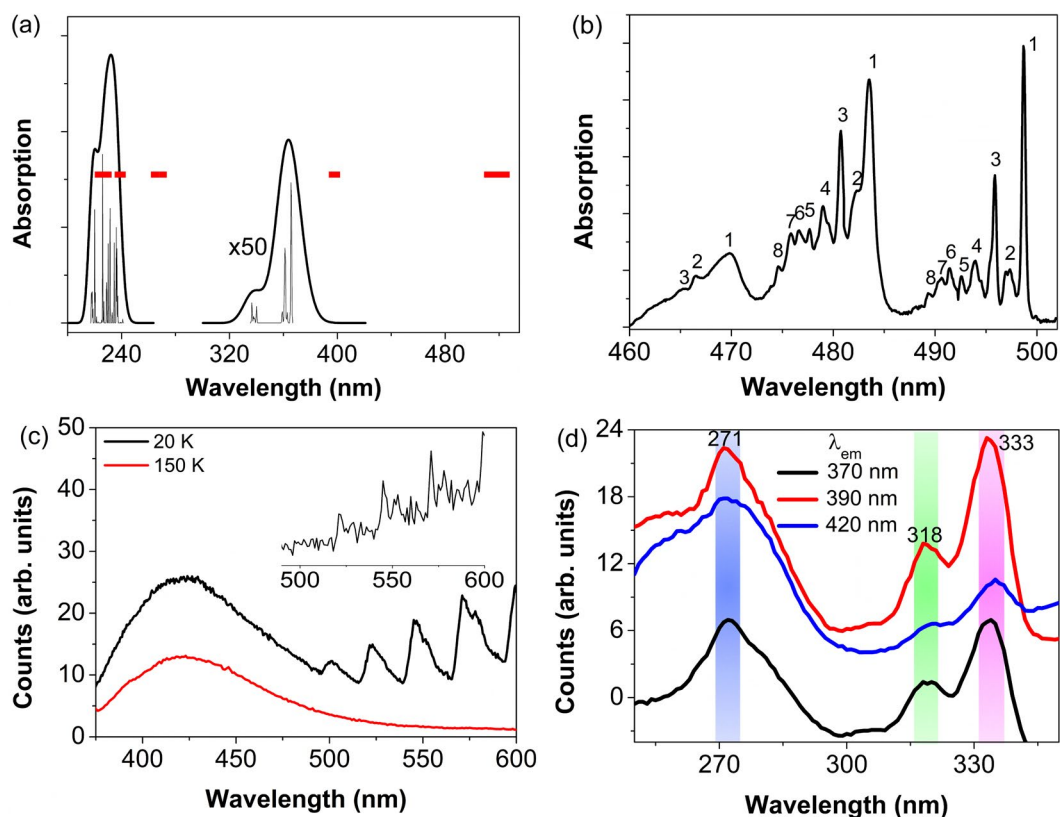 (a)
Absorption
x50
240 320 400 480
Wavelength (nm)
(b)
Absorption
3 2 1
8 7 6 5 4 3 2 1
8 7 6 5 4 3 2 1
460 470 480 490 500
Wavelength (nm)
(c)
Counts (arb. units)
50
40
30
20
10
0
20 K
150 K
500 550 600
400 450 500 550 600
Wavelength (nm)
(d)
Counts (arb. units)
24
18
12
6
0
271
318
333
λem
370 nm
390 nm
420 nm
270 300 330
Wavelength (nm)